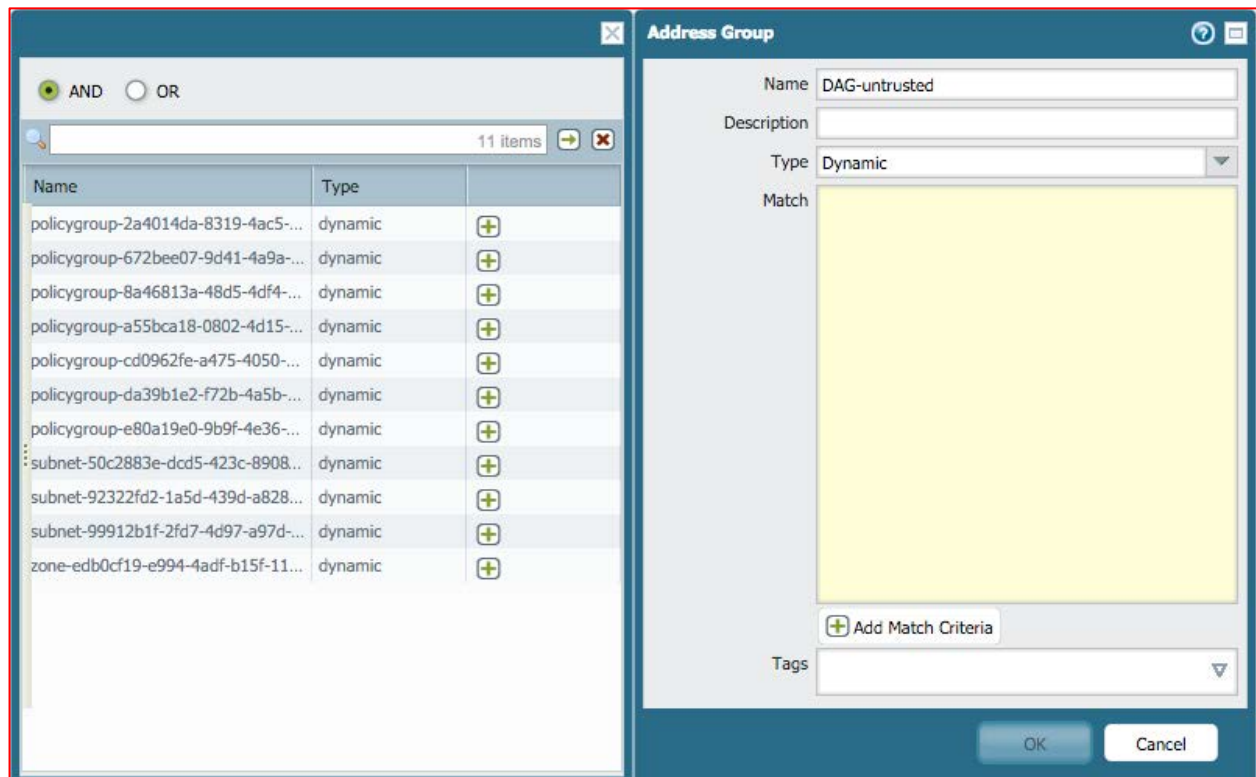 AND OR
11 items
Name Type
policygroup-2a4014da-8319-4ac5-... dynamic
policygroup-672bee07-9d41-4a9a-... dynamic
policygroup-8a46813a-48d5-4df4-... dynamic
policygroup-a55bca18-0802-4d15-... dynamic
policygroup-cd0962fe-a475-4050-... dynamic
policygroup-da39b1e2-f72b-4a5b-... dynamic
policygroup-e80a19e0-9b9f-4e36-... dynamic
subnet-50c2883e-dcd5-423c-8908... dynamic
subnet-92322fd2-1a5d-439d-a828... dynamic
subnet-99912b1f-2fd7-4d97-a97d-... dynamic
zone-edb0cf19-e994-4adf-b15f-11... dynamic
Address Group
Name DAG-untrusted
Description
Type Dynamic
Match
Add Match Criteria
Tags
OK Cancel